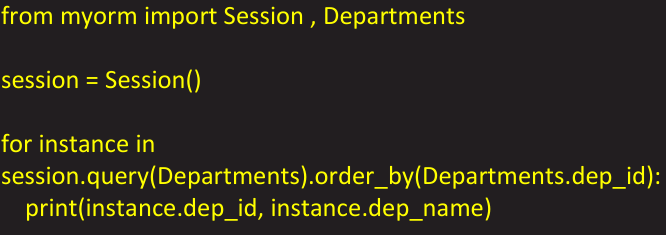 from myorm import Session , Departments
session = Session()
for instance in
session.query(Departments).order_by(Departments.dep_id):
print(instance.dep_id, instance.dep_name)